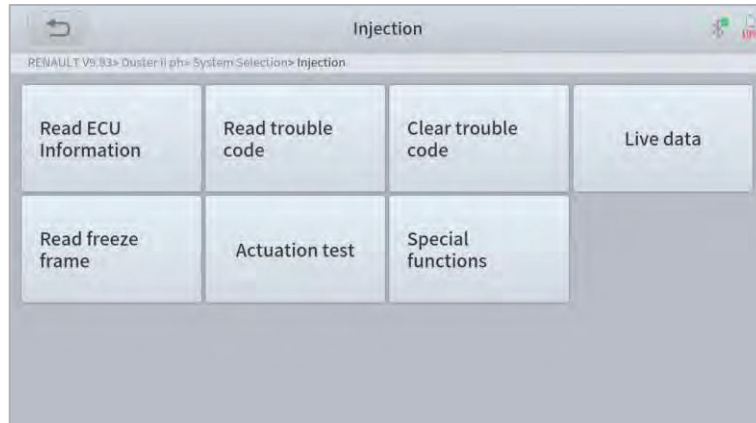 Injection
RENAULT V9.93> Duster ii ph> System Selection> Injection
Read ECU
Information
Read trouble
code
Clear trouble
code
Live data
Read freeze
frame
Actuation test
Special
functions